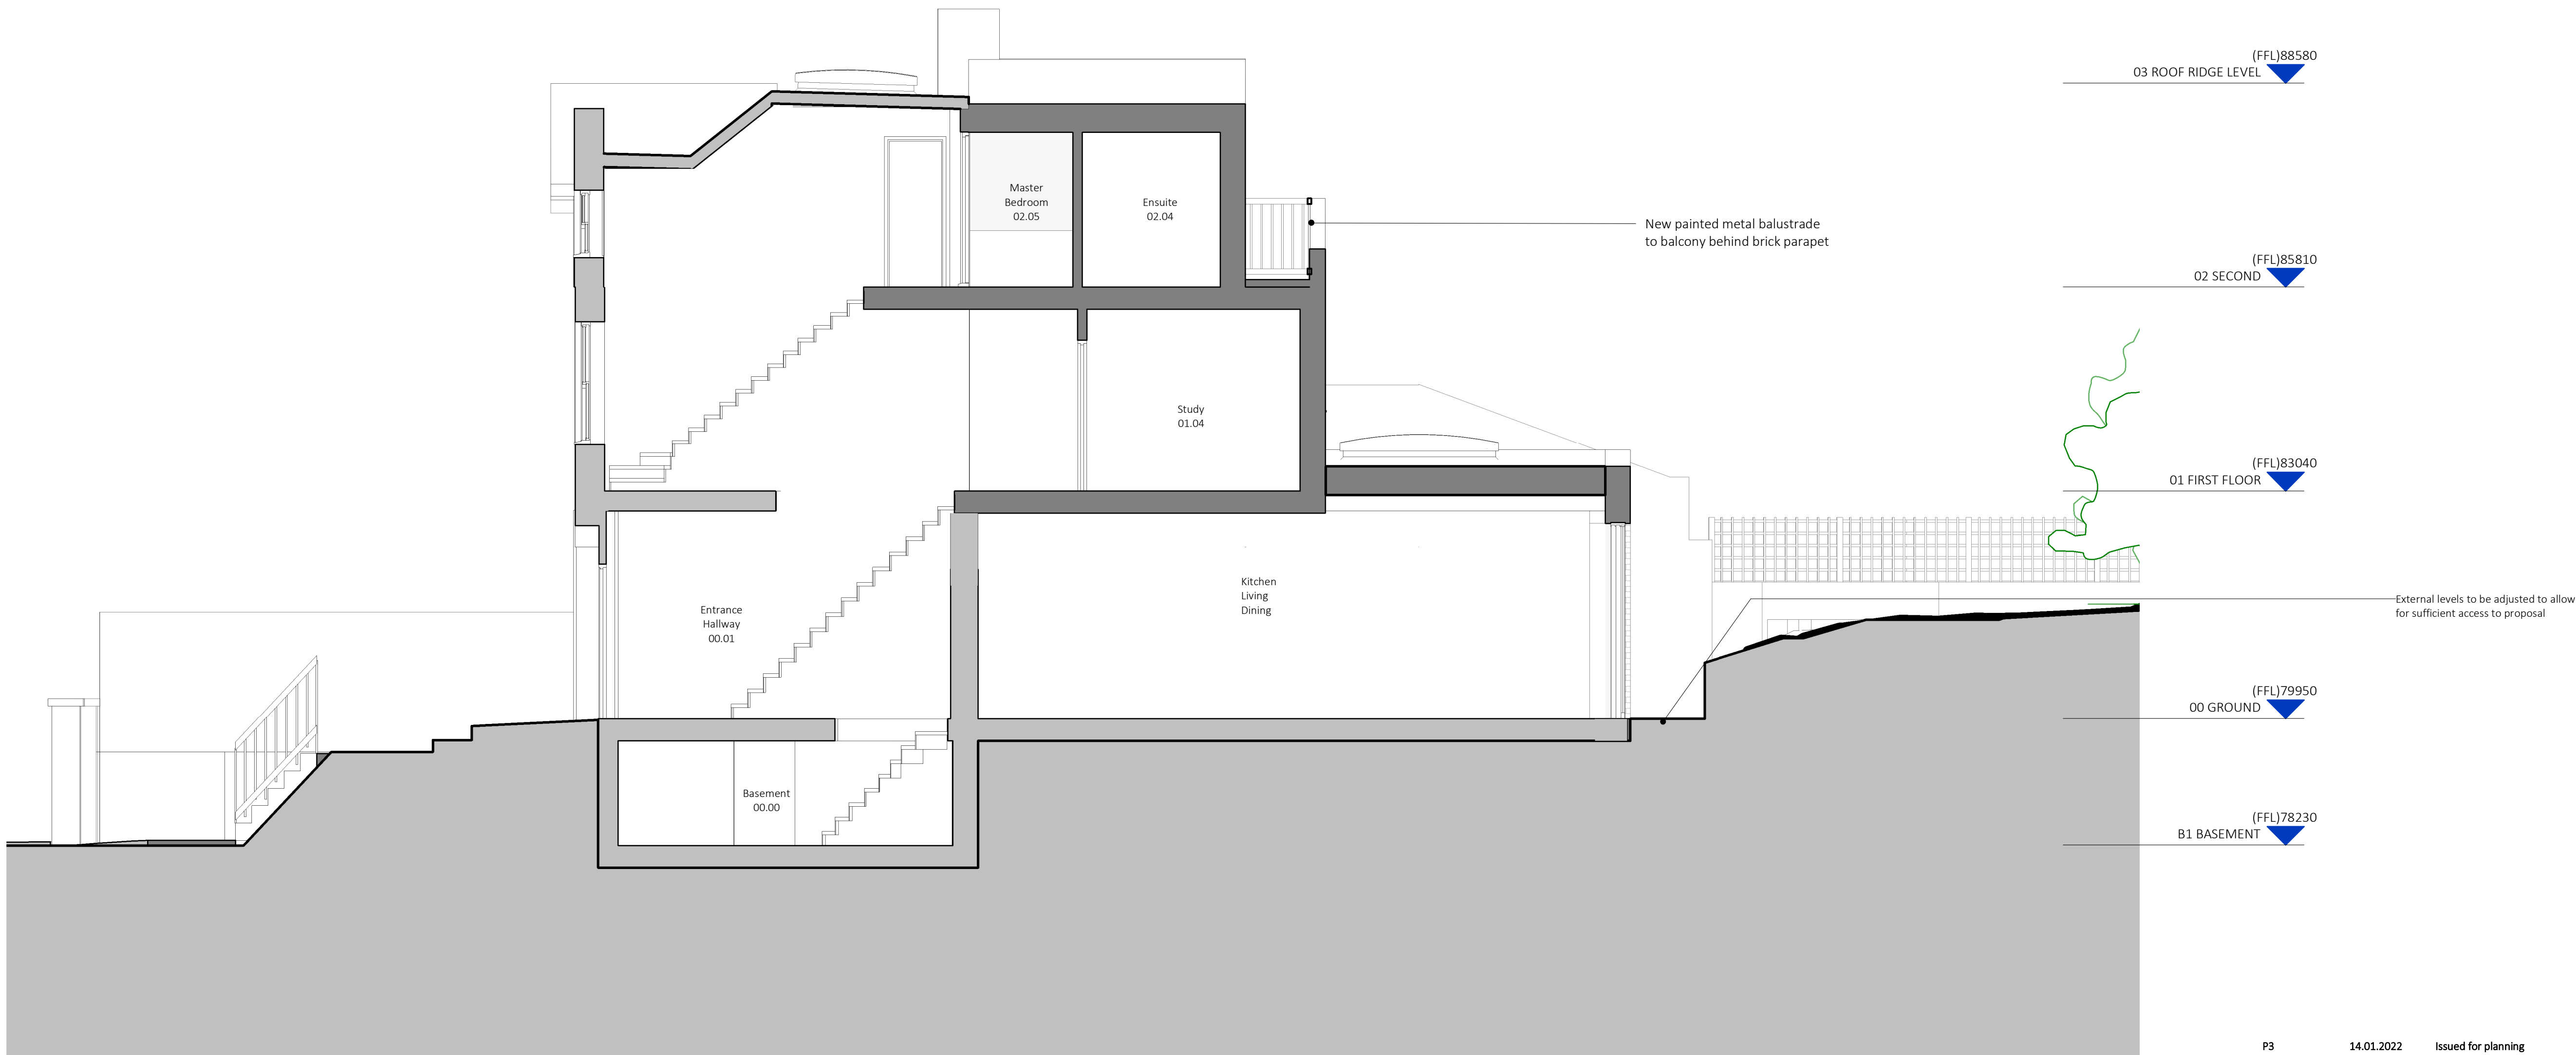 (FFL)88580
03 ROOF RIDGE LEVEL
Master
Bedroom
02.05
Ensuite
02.04
New painted metal balustrade
to balcony behind brick parapet
(FFL)85810
02 SECOND
Study
01.04
(FFL)83040
01 FIRST FLOOR
Entrance
Hallway
00.01
Kitchen
Living
Dining
External levels to be adjusted to allow
for sufficient access to proposal
(FFL)79950
00 GROUND
Basement
00.00
(FFL)78230
B1 BASEMENT
P3 14.01.2022 Issued for planning